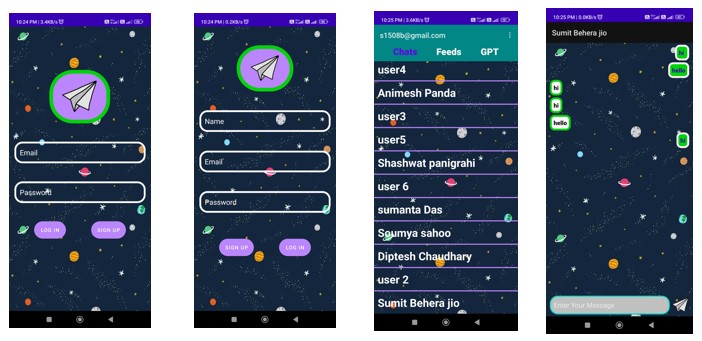 10:24 PM | 3.4KB/s
Email
Password
LOG IN
SIGN UP
10:24 PM | 0.2KB/s
Name
Email
Password
SIGN UP
LOG IN
10:25 PM | 3.6KB/s
s1508b@gmail.com
Chats
Feeds
GPT
user4
Animesh Panda
user3
user5
Shashwat panigrahi
user 6
sumanta Das
Soumya sahoo
Diptesh Chaudhary
user 2
Sumit Behera jio
10:25 PM | 0.0KB/s
Sumit Behera jio
hi
hello
hi
hi
hello
hi
Enter Your Message